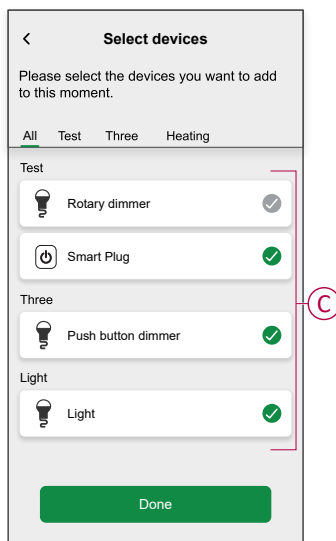 Select devices
Please select the devices you want to add
to this moment.
All Test Three Heating
Test
Rotary dimmer
Smart Plug
Three
Push button dimmer
Light
Light
Done
C